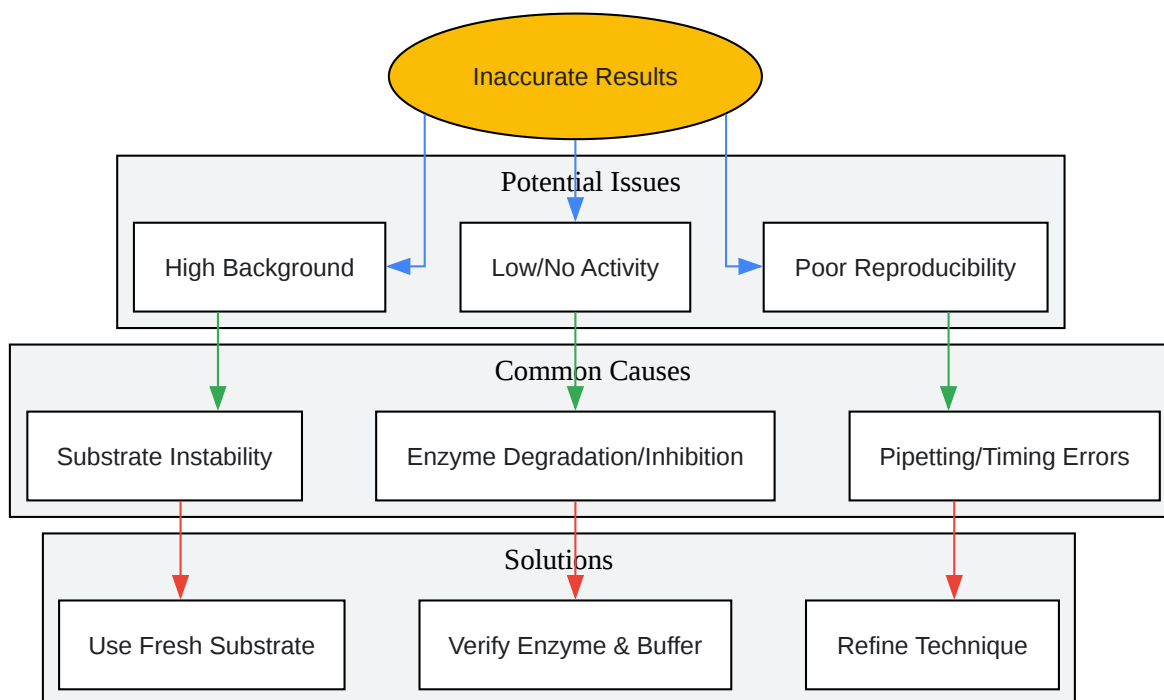 Inaccurate Results
Potential Issues
High Background
Low/No Activity
Poor Reproducibility
Common Causes
Substrate Instability
Enzyme Degradation/Inhibition
Pipetting/Timing Errors
Solutions
Use Fresh Substrate
Verify Enzyme & Buffer
Refine Technique